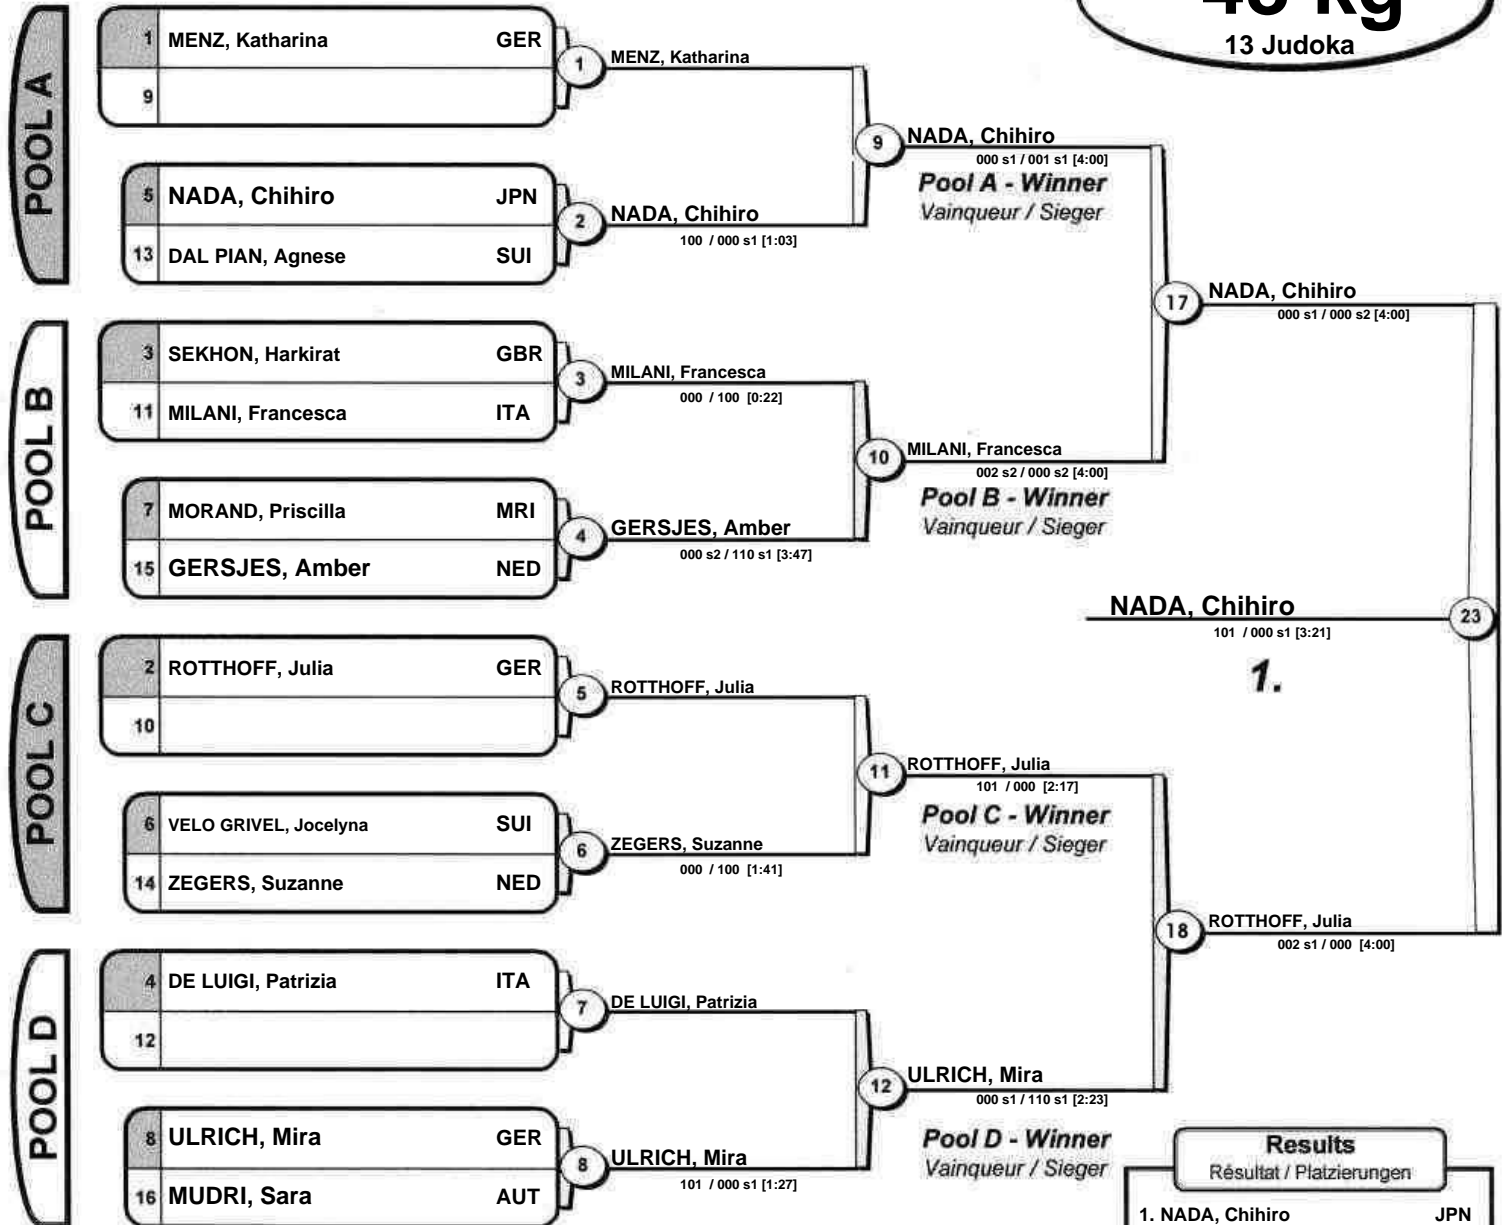 kg
13 Judoka
POOL A
1 MENZ, Katharina GER
9
5 NADA, Chihiro JPN
13 DAL PIAN, Agnese SUI
1 MENZ, Katharina
2 NADA, Chihiro
100 / 000 s1 [1:03]
9 NADA, Chihiro
000 s1 / 001 s1 [4:00]
Pool A - Winner
Vainqueur / Sieger
POOL B
3 SEKHON, Harkirat GBR
11 MILANI, Francesca ITA
7 MORAND, Priscilla MRI
15 GERSJES, Amber NED
3 MILANI, Francesca
000 / 100 [0:22]
4 GERSJES, Amber
000 s2 / 110 s1 [3:47]
10 MILANI, Francesca
002 s2 / 000 s2 [4:00]
Pool B - Winner
Vainqueur / Sieger
17 NADA, Chihiro
000 s1 / 000 s2 [4:00]
NADA, Chihiro 23
101 / 000 s1 [3:21]
1.
POOL C
2 ROTTHOFF, Julia GER
10
6 VELO GRIVEL, Jocelyna SUI
14 ZEGERS, Suzanne NED
5 ROTTHOFF, Julia
6 ZEGERS, Suzanne
000 / 100 [1:41]
11 ROTTHOFF, Julia
101 / 000 [2:17]
Pool C - Winner
Vainqueur / Sieger
POOL D
4 DE LUIGI, Patrizia ITA
12
8 ULRICH, Mira GER
16 MUDRI, Sara AUT
7 DE LUIGI, Patrizia
8 ULRICH, Mira
101 / 000 s1 [1:27]
12 ULRICH, Mira
000 s1 / 110 s1 [2:23]
Pool D - Winner
Vainqueur / Sieger
18 ROTTHOFF, Julia
002 s1 / 000 [4:00]
Results
Résultat / Platzierungen
1. NADA, Chihiro JPN